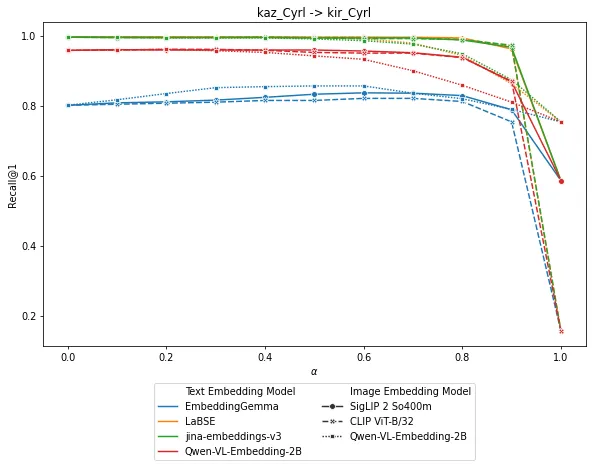 kaz_Cyrl -> kir_Cyrl
Recall@1
1.0
0.8
0.6
0.4
0.2
0.0 0.2 0.4 0.6 0.8 1.0
α
Text Embedding Model
EmbeddingGemma
LaBSE
jina-embeddings-v3
Qwen-VL-Embedding-2B
Image Embedding Model
SigLIP 2 So400m
CLIP ViT-B/32
Qwen-VL-Embedding-2B